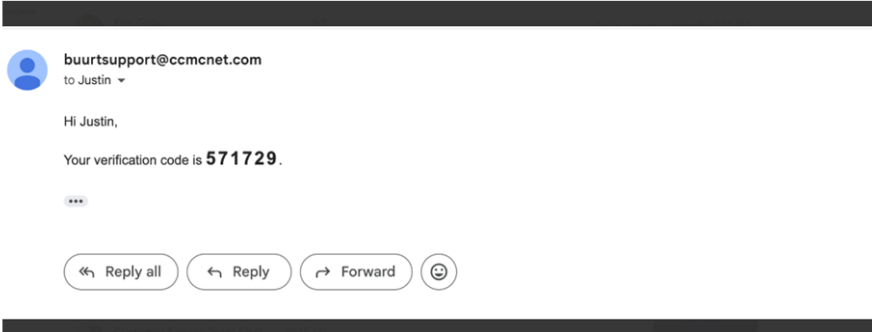 buurtsupport@ccmcnet.com
to Justin
Hi Justin,
Your verification code is 571729.
Reply all
Reply
Forward